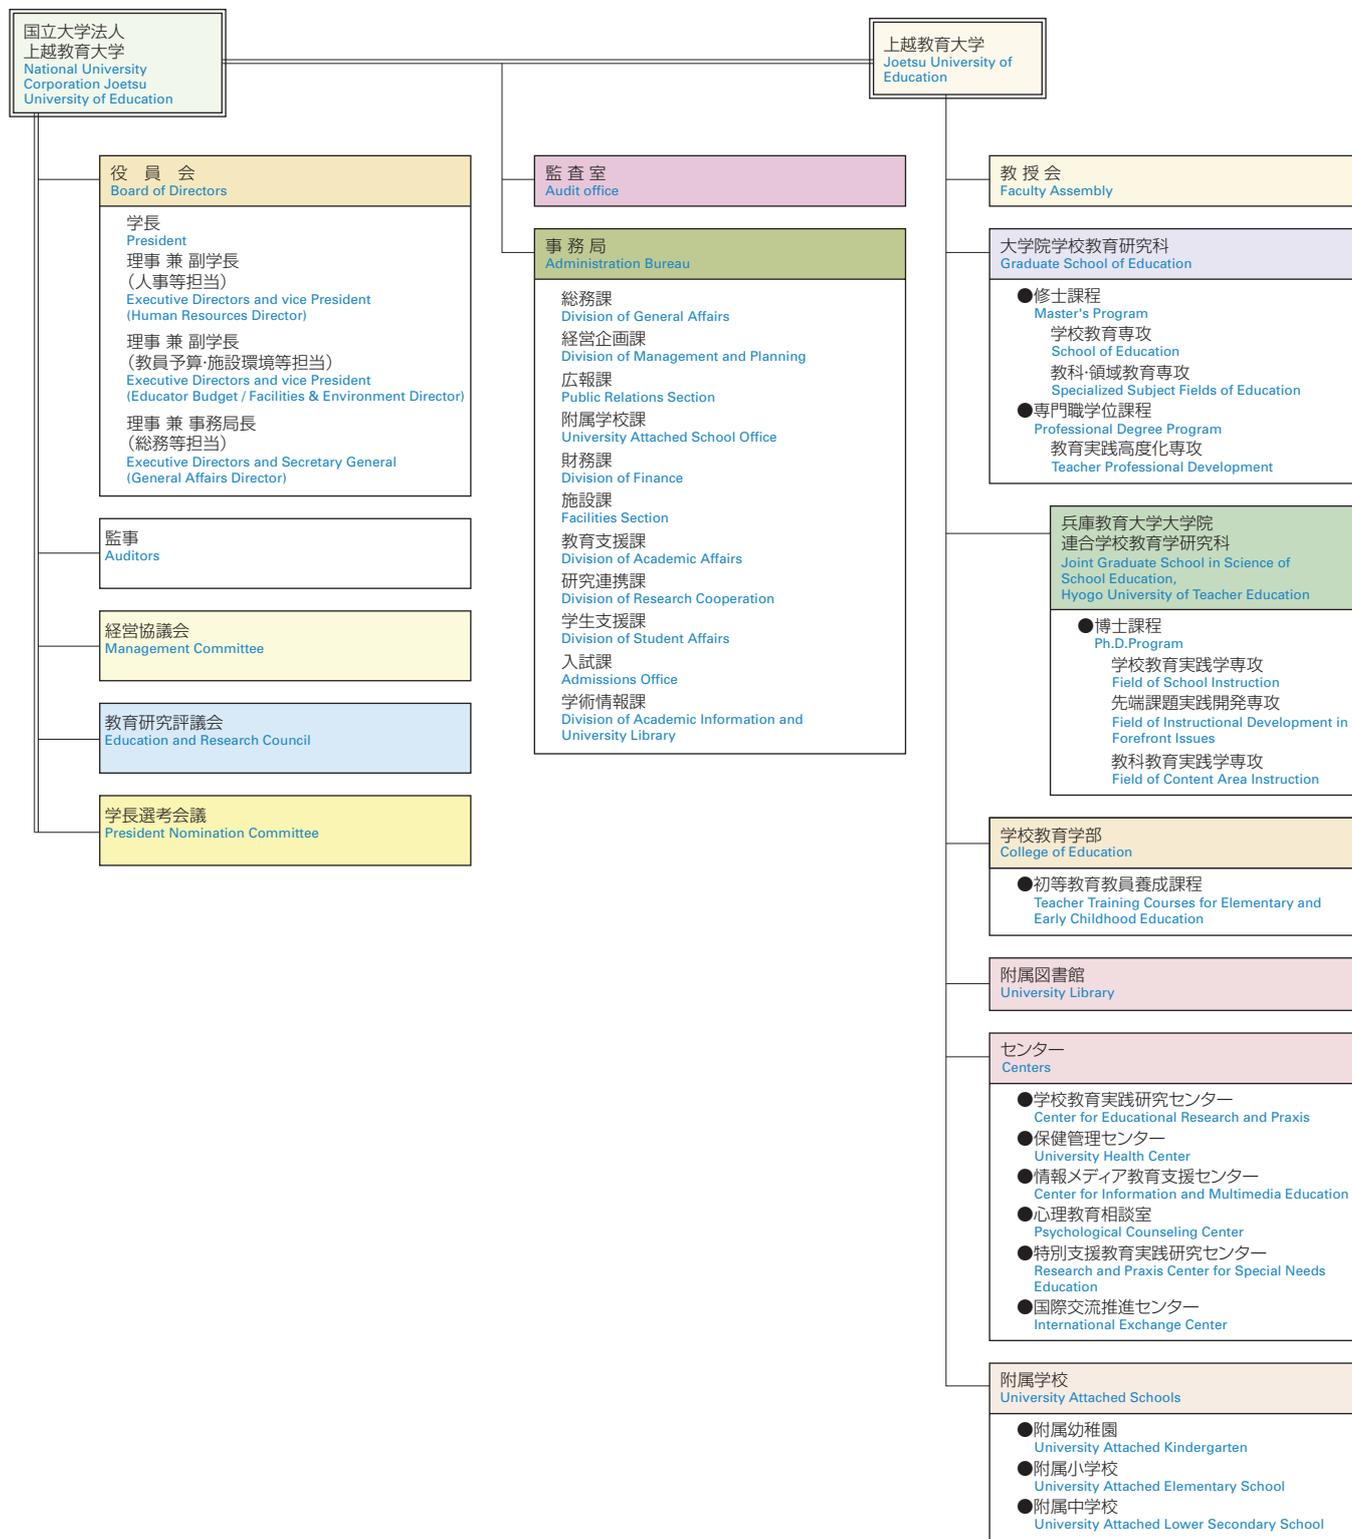 国立大学法人
上越教育大学
National University
Corporation Joetsu
University of Education
上越教育大学
Joetsu University of
Education
役 員 会
Board of Directors
学長
President
理事 兼 副学長
（人事等担当）
Executive Directors and vice President
(Human Resources Director)
理事 兼 副学長
（教員予算・施設環境等担当）
Executive Directors and vice President
(Educator Budget / Facilities & Environment Director)
理事 兼 事務局長
（総務等担当）
Executive Directors and Secretary General
(General Affairs Director)
監事
Auditors
経営協議会
Management Committee
教育研究評議会
Education and Research Council
学長選考会議
President Nomination Committee
監 査 室
Audit office
事 務 局
Administration Bureau
総務課
Division of General Affairs
経営企画課
Division of Management and Planning
広報課
Public Relations Section
附属学校課
University Attached School Office
財務課
Division of Finance
施設課
Facilities Section
教育支援課
Division of Academic Affairs
研究連携課
Division of Research Cooperation
学生支援課
Division of Student Affairs
入試課
Admissions Office
学術情報課
Division of Academic Information and
University Library
教 授 会
Faculty Assembly
大学院学校教育研究科
Graduate School of Education
●修士課程
Master's Program
学校教育専攻
School of Education
教科・領域教育専攻
Specialized Subject Fields of Education
●専門職学位課程
Professional Degree Program
教育実践高度化専攻
Teacher Professional Development
兵庫教育大学大学院
連合学校教育学研究科
Joint Graduate School in Science of
School Education,
Hyogo University of Teacher Education
●博士課程
Ph.D.Program
学校教育実践学専攻
Field of School Instruction
先端課題実践開発専攻
Field of Instructional Development in
Forefront Issues
教科教育実践学専攻
Field of Content Area Instruction
学校教育学部
College of Education
●初等教育教員養成課程
Teacher Training Courses for Elementary and
Early Childhood Education
附属図書館
University Library
センター
Centers
●学校教育実践研究センター
Center for Educational Research and Praxis
●保健管理センター
University Health Center
●情報メディア教育支援センター
Center for Information and Multimedia Education
●心理教育相談室
Psychological Counseling Center
●特別支援教育実践研究センター
Research and Praxis Center for Special Needs
Education
●国際交流推進センター
International Exchange Center
附属学校
University Attached Schools
●附属幼稚園
University Attached Kindergarten
●附属小学校
University Attached Elementary School
●附属中学校
University Attached Lower Secondary School